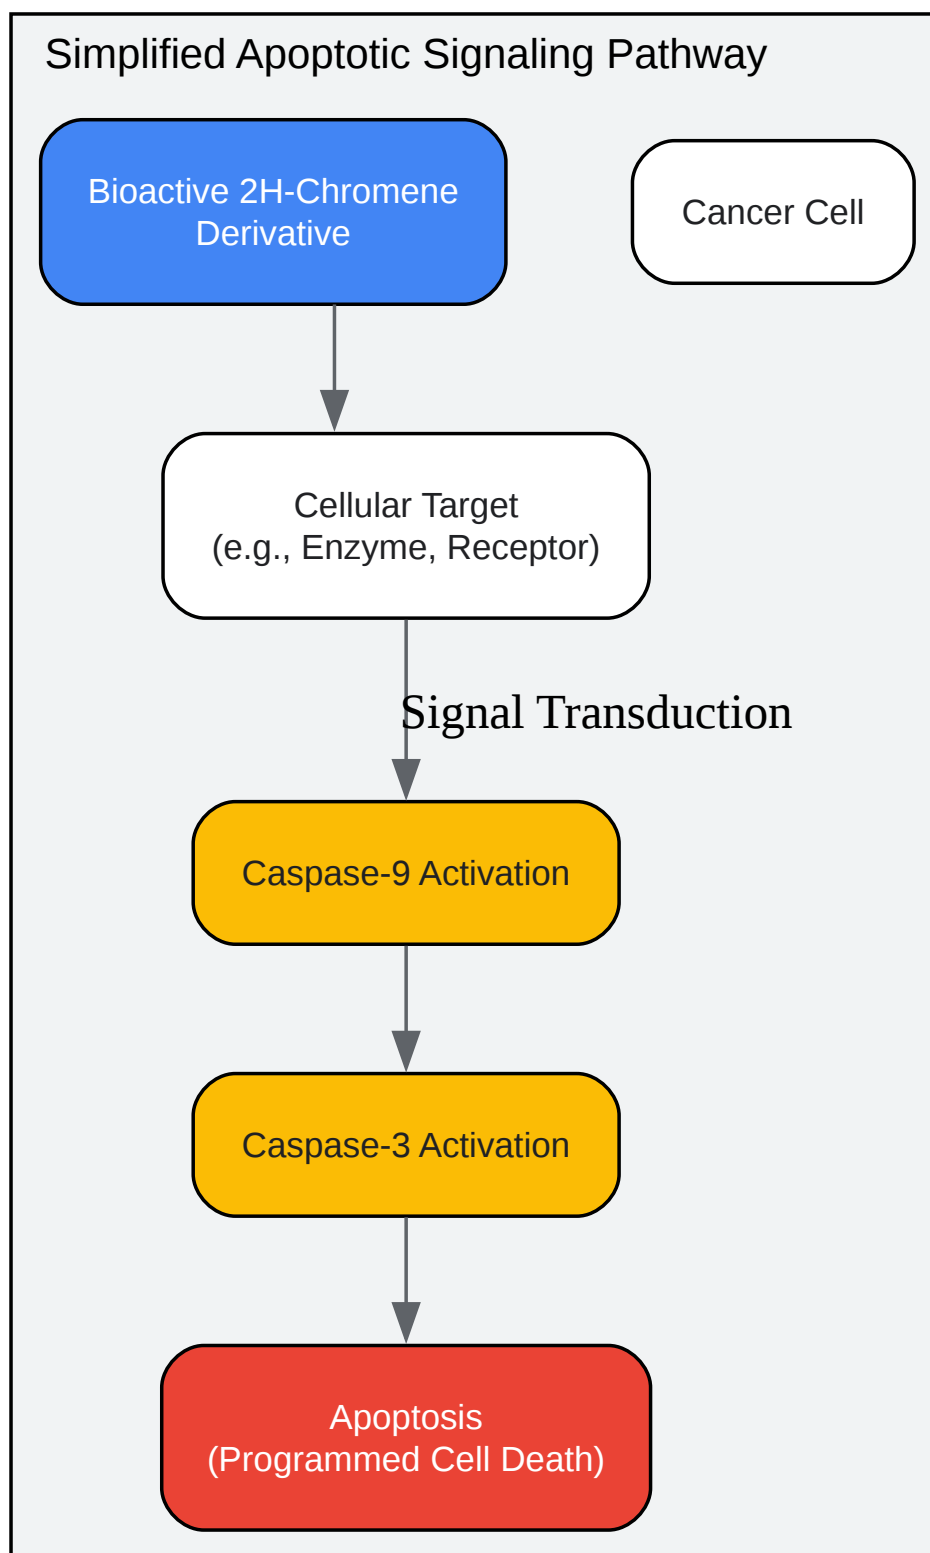 Simplified Apoptotic Signaling Pathway
Bioactive 2H-Chromene
Derivative
Cancer Cell
Cellular Target
(e.g., Enzyme, Receptor)
Signal Transduction
Caspase-9 Activation
Caspase-3 Activation
Apoptosis
(Programmed Cell Death)